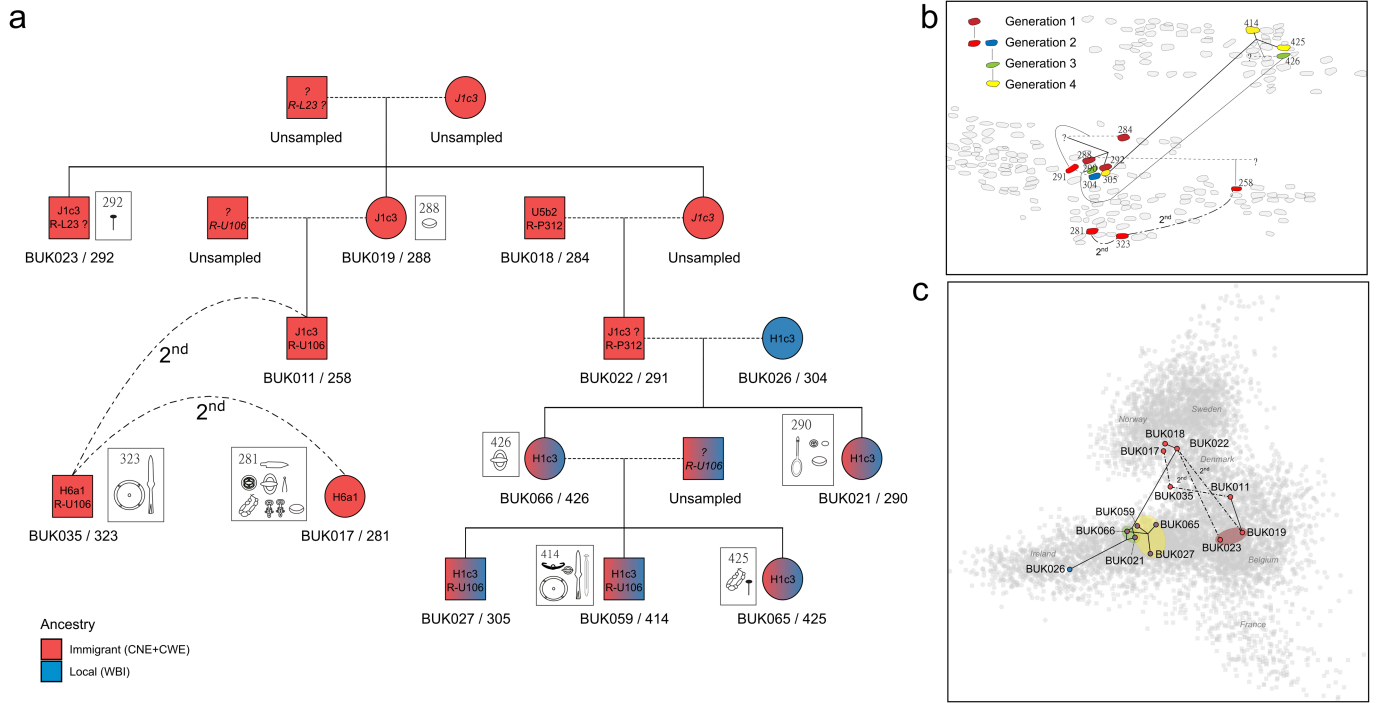 a
?
R-L23 ?
J1c3
Unsampled
Unsampled
J1c3
R-L23 ?
292
?
R-U106
J1c3
288
U5b2
R-P312
J1c3
BUK023 / 292
Unsampled
BUK019 / 288
BUK018 / 284
Unsampled
2nd
J1c3
R-U106
J1c3 ?
R-P312
H1c3
BUK011 / 258
BUK022 / 291
BUK026 / 304
2nd
323
281
426
H1c3
?
R-U106
290
H1c3
H6a1
R-U106
H6a1
BUK066 / 426
Unsampled
BUK021 / 290
BUK035 / 323
BUK017 / 281
H1c3
R-U106
414
H1c3
R-U106
425
H1c3
BUK027 / 305
BUK059 / 414
BUK065 / 425
Ancestry
Immigrant (CNE+CWE)
Local (WBI)
b
Generation 1
Generation 2
Generation 3
Generation 4
414
425
?
426
284
?
288
292
?
290
291
304
305
258
2nd
281
323
2nd
c
Norway
Sweden
BUK018
BUK022
BUK017
Denmark
2nd
2nd
BUK011
BUK035
BUK059
BUK066
BUK065
BUK019
BUK023
BUK027
BUK021
Ireland
BUK026
Belgium
France